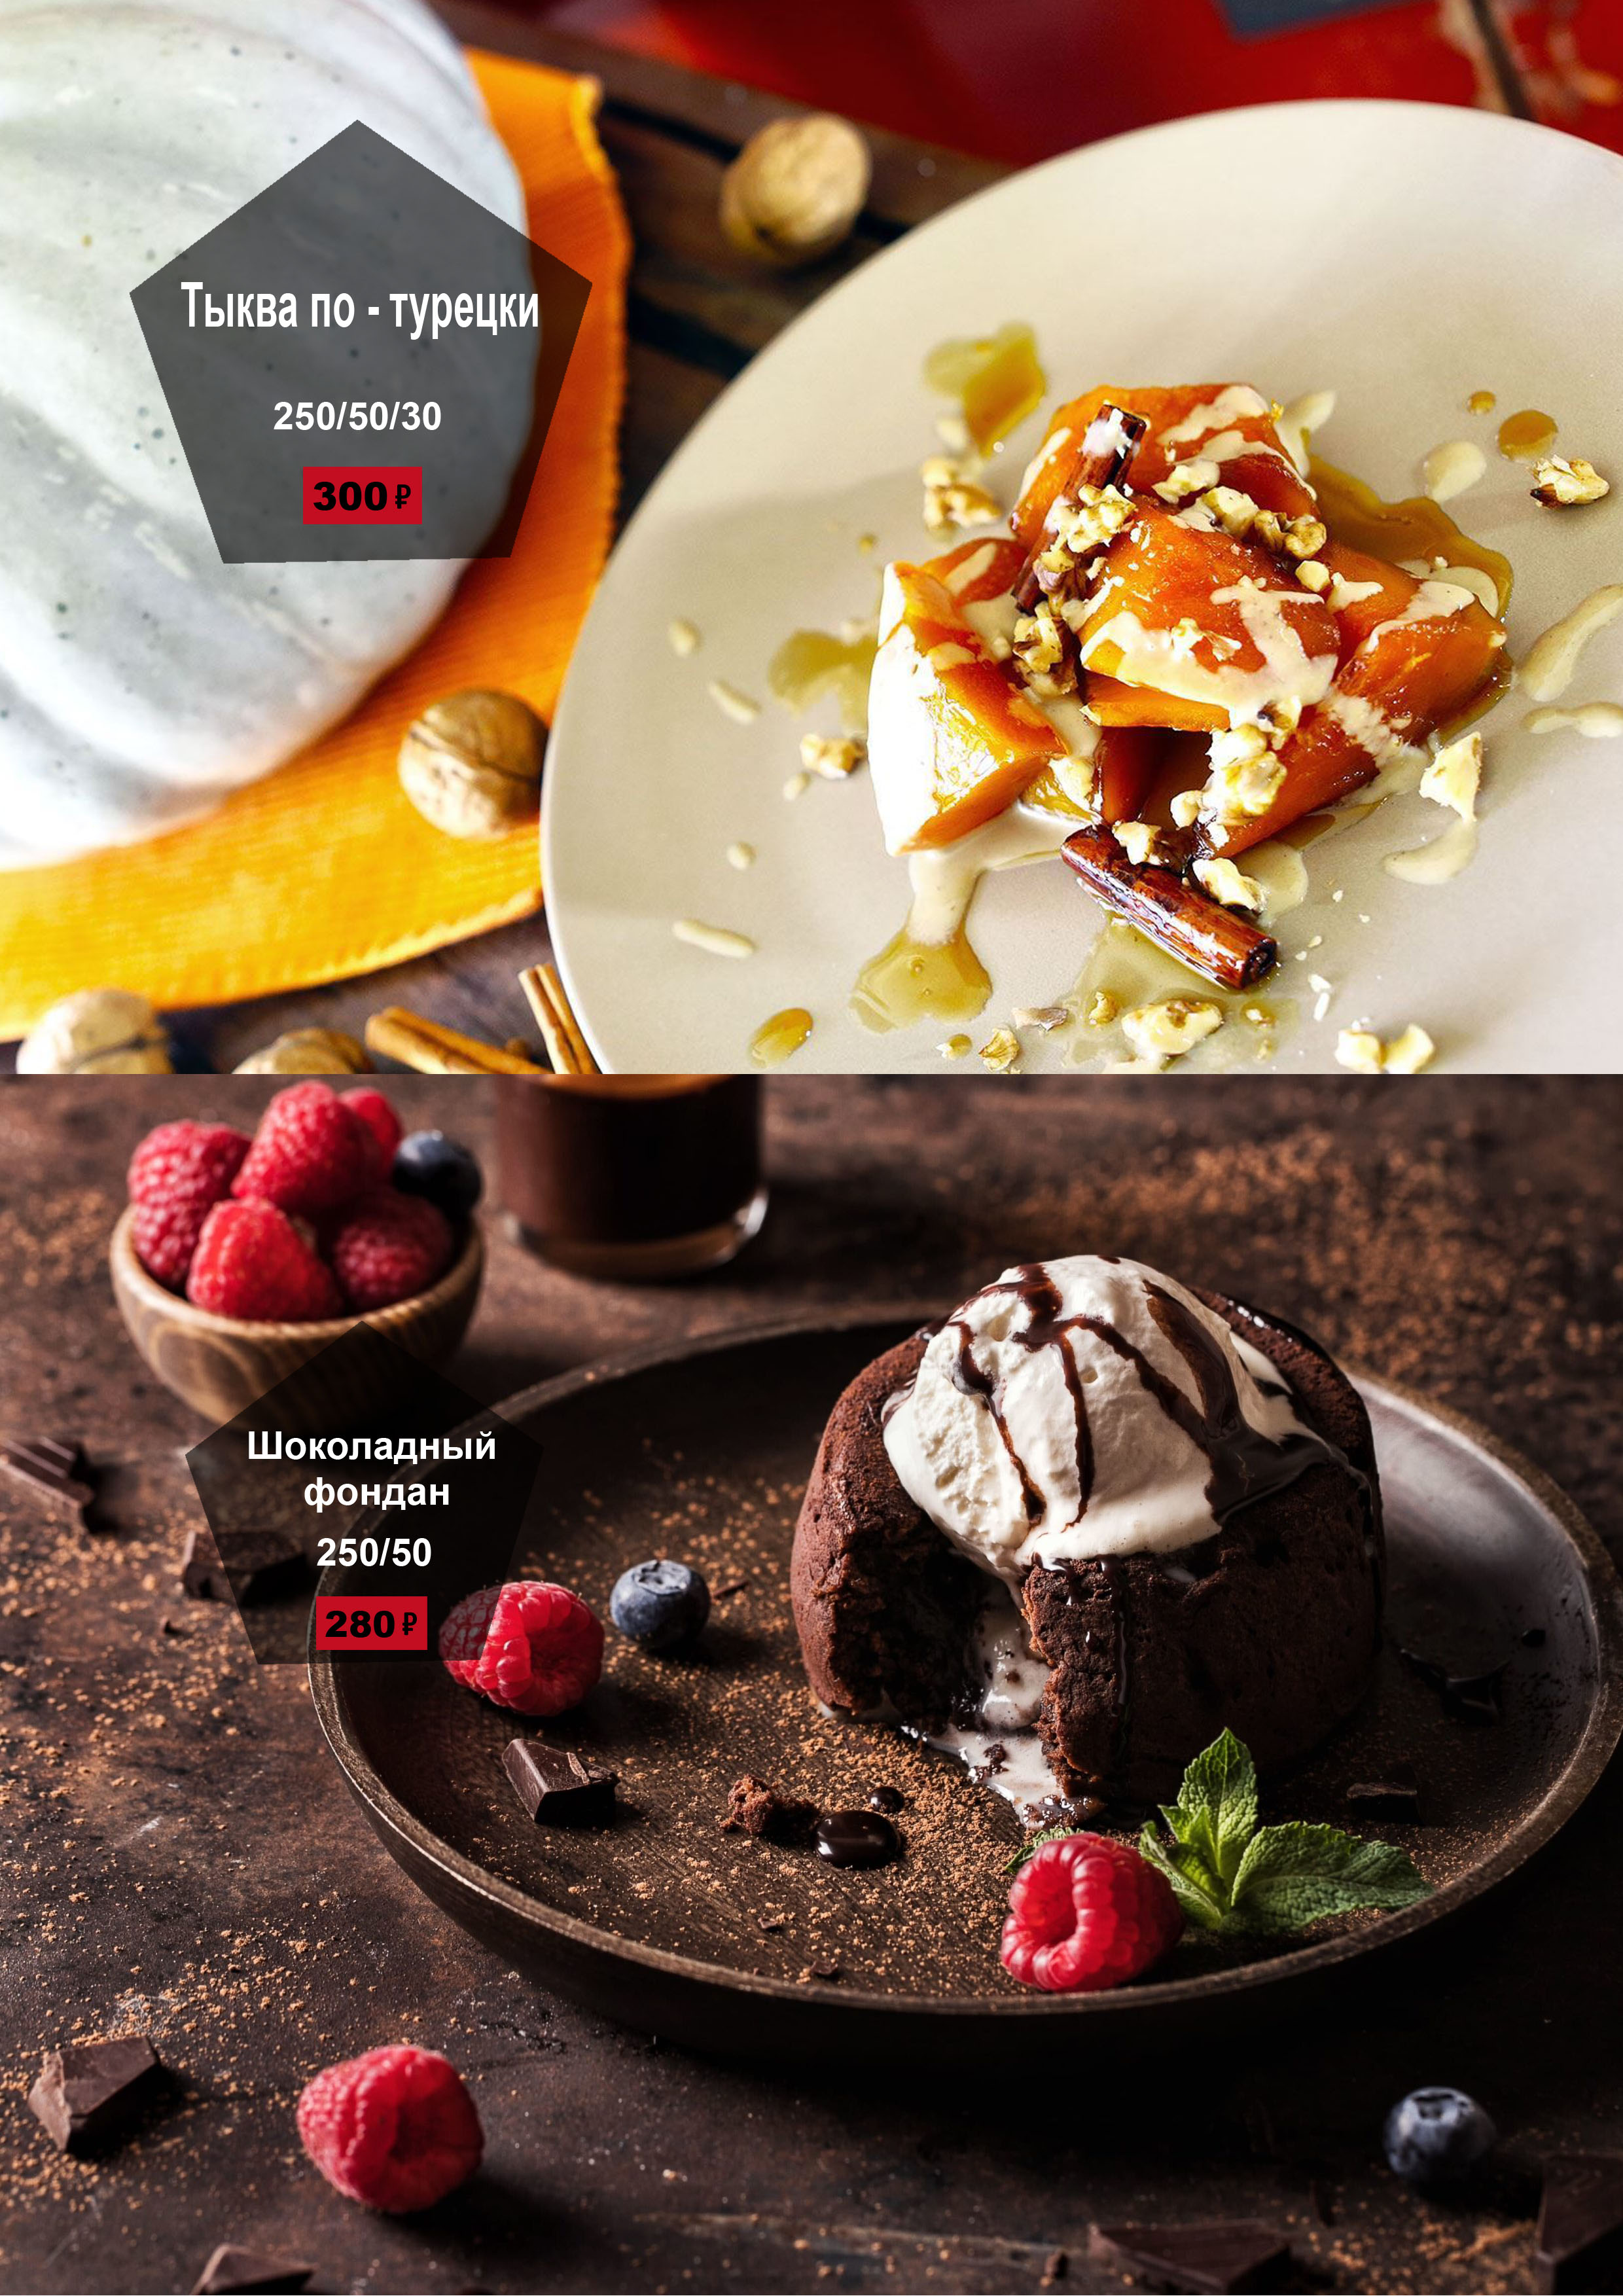 Тыква по - турецки
250/50/30
300 ₽
Шоколадный
фондан
250/50
280 ₽